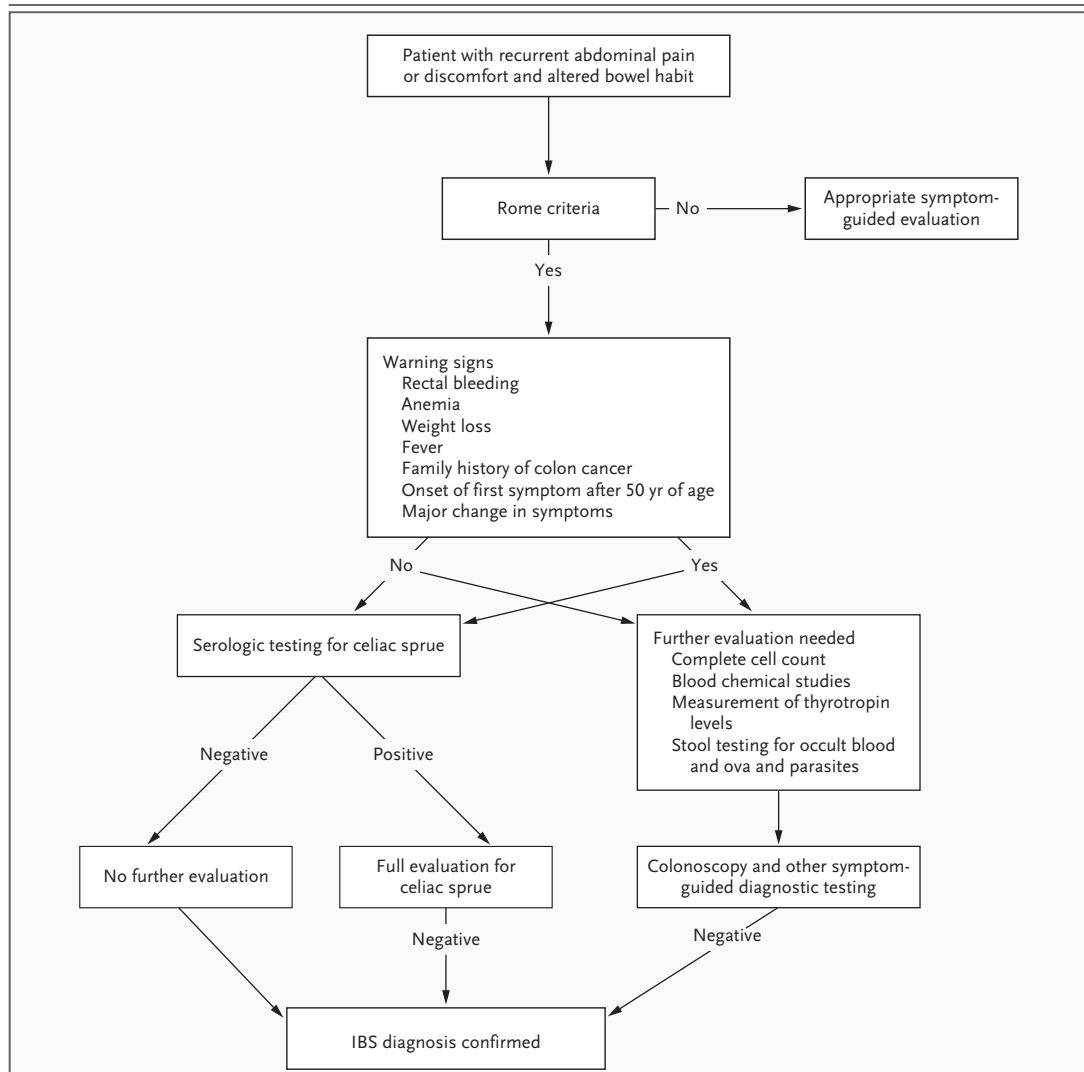 Patient with recurrent abdominal pain
or discomfort and altered bowel habit
Rome criteria
No
Appropriate symptom-
guided evaluation
Yes
Warning signs
Rectal bleeding
Anemia
Weight loss
Fever
Family history of colon cancer
Onset of first symptom after 50 yr of age
Major change in symptoms
No
Yes
Serologic testing for celiac sprue
Further evaluation needed
Complete cell count
Blood chemical studies
Measurement of thyrotropin
levels
Stool testing for occult blood
and ova and parasites
Negative
Positive
No further evaluation
Full evaluation for
celiac sprue
Colonoscopy and other symptom-
guided diagnostic testing
Negative
Negative
IBS diagnosis confirmed